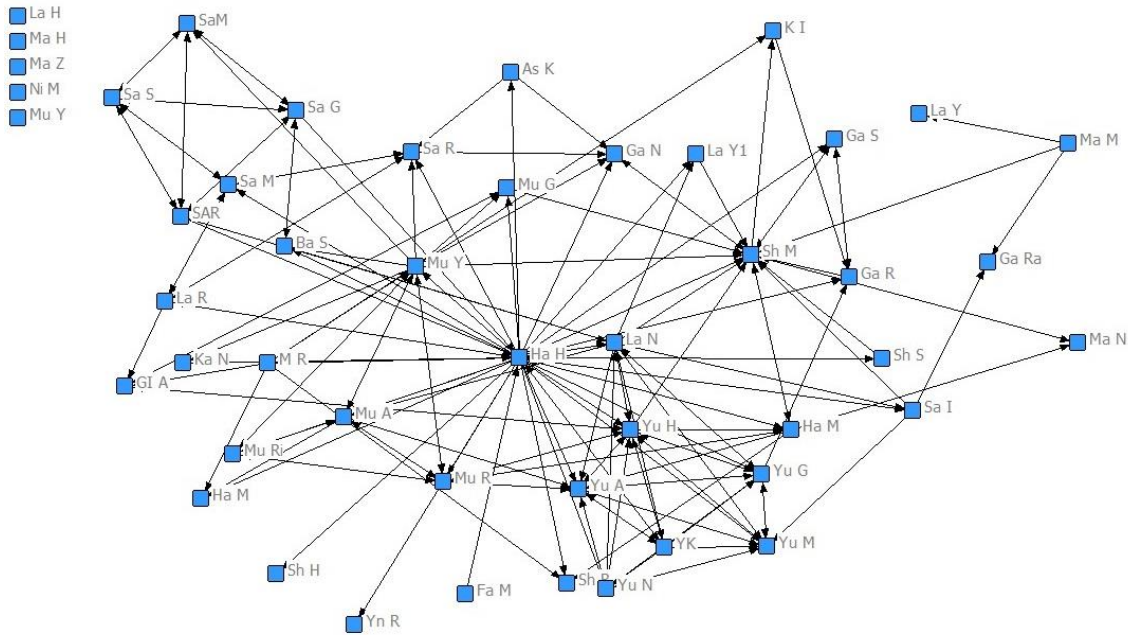 La H
Ma H
Ma Z
Ni M
Mu Y
SaM
K I
As K
Sa S
Sa G
La Y
Ga S
Ma M
Sa R
Ga N
La Y1
Sa M
Mu G
SAR
Ba S
Mu Y
Sh M
Ga Ra
Ga R
La R
La N
Ma N
Ha H
Ka N
M R
Sh S
GI A
Sa I
Mu A
Yu H
Ha M
Mu Ri
Yu G
Mu R
Yu A
Ha M
YK
Yu M
Sh H
Yu N
Fa M
Yn R